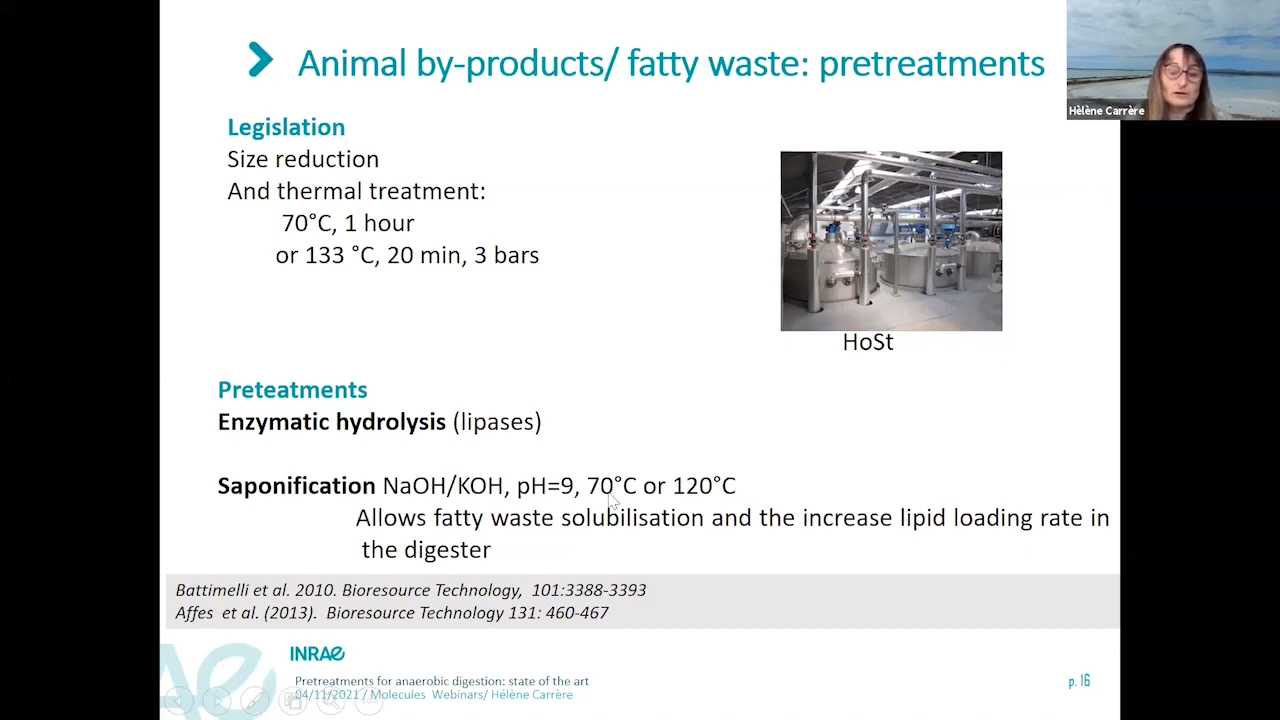 Animal by-products/ fatty waste: pretreatments
Hèlène Carrère
Legislation
Size reduction
And thermal treatment:
70°C, 1 hour
or 133 °C, 20 min, 3 bars
HoSt
Preteatments
Enzymatic hydrolysis (lipases)
Saponification NaOH/KOH, pH=9, 70°C or 120°C
Allows fatty waste solubilisation and the increase lipid loading rate in
the digester
Battimelli et al. 2010. Bioresource Technology, 101:3388-3393
Affes et al. (2013). Bioresource Technology 131: 460-467
INRAE
Pretreatments for anaerobic digestion: state of the art
04/11/2021 / Molecules Webinars/ Hélène Carrère
p. 16